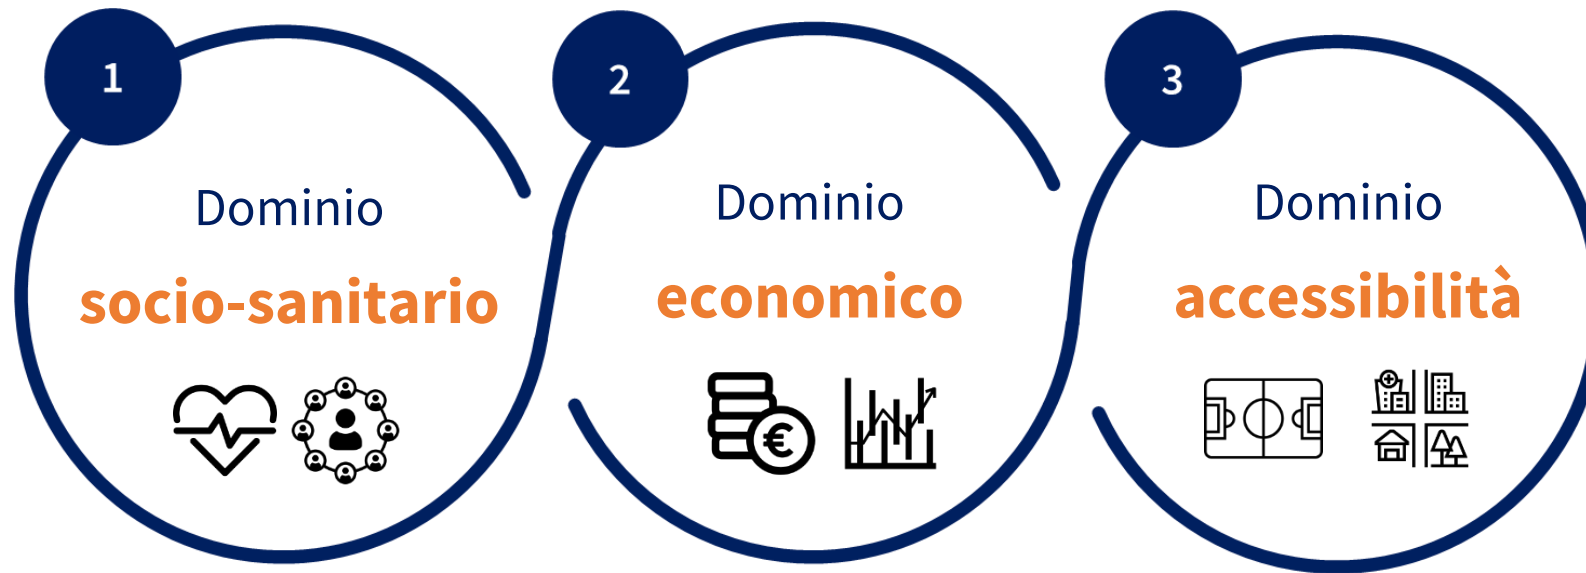 1
Dominio
socio-sanitario
2
Dominio
economico
€
3
Dominio
accessibilità